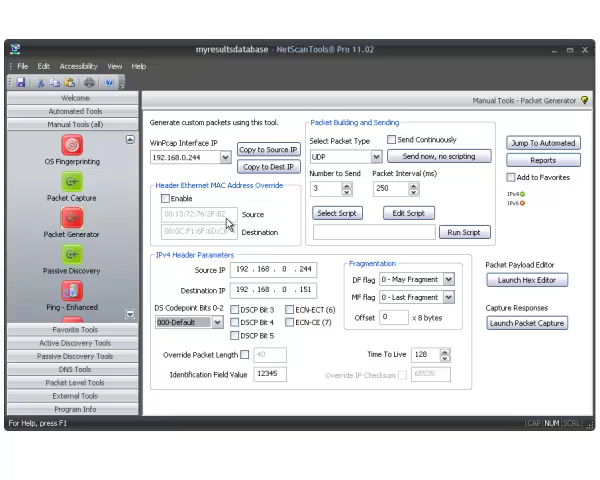 myresultsdatabase - NetScanTools® Pro 11.02
File Edit Accessibility View Help
Welcome
Automated Tools
Manual Tools (all)
OS Fingerprinting
Packet Capture
Packet Generator
Passive Discovery
Ping - Enhanced
Favorite Tools
Active Discovery Tools
Passive Discovery Tools
DNS Tools
Packet Level Tools
External Tools
Program Info
Manual Tools - Packet Generator
Generate custom packets using this tool.
WinPcap Interface IP
192.168.0.244
Copy to Source IP
Copy to Dest IP
Header Ethernet MAC Address Override
Enable
00:13:72:76:2F:B2 Source
Destination
Packet Building and Sending
Select Packet Type
Send Continuously
UDP
Send now, no scripting
Number to Send
Packet Interval (ms)
3
250
Select Script
Edit Script
Run Script
Jump To Automated
Reports
Add to Favorites
IPv4
IPv6
IPv4 Header Parameters
Source IP 192 . 168 . 0 . 244
Destination IP 192 . 168 . 0 . 151
DS Codepoint Bits 0-2
000-Default
DSCP Bit 3
DSCP Bit 4
DSCP Bit 5
ECN-ECT (6)
ECN-CE (7)
Fragmentation
DF flag 0 - May Fragment
MF flag 0 - Last Fragment
Offset 0 x 8 bytes
Override Packet Length 40
Time To Live 128
Identification Field Value 12345
Override IP Checksum 65535
Packet Payload Editor
Launch Hex Editor
Capture Responses
Launch Packet Capture
For Help, press F1
CAP NUM SCRL